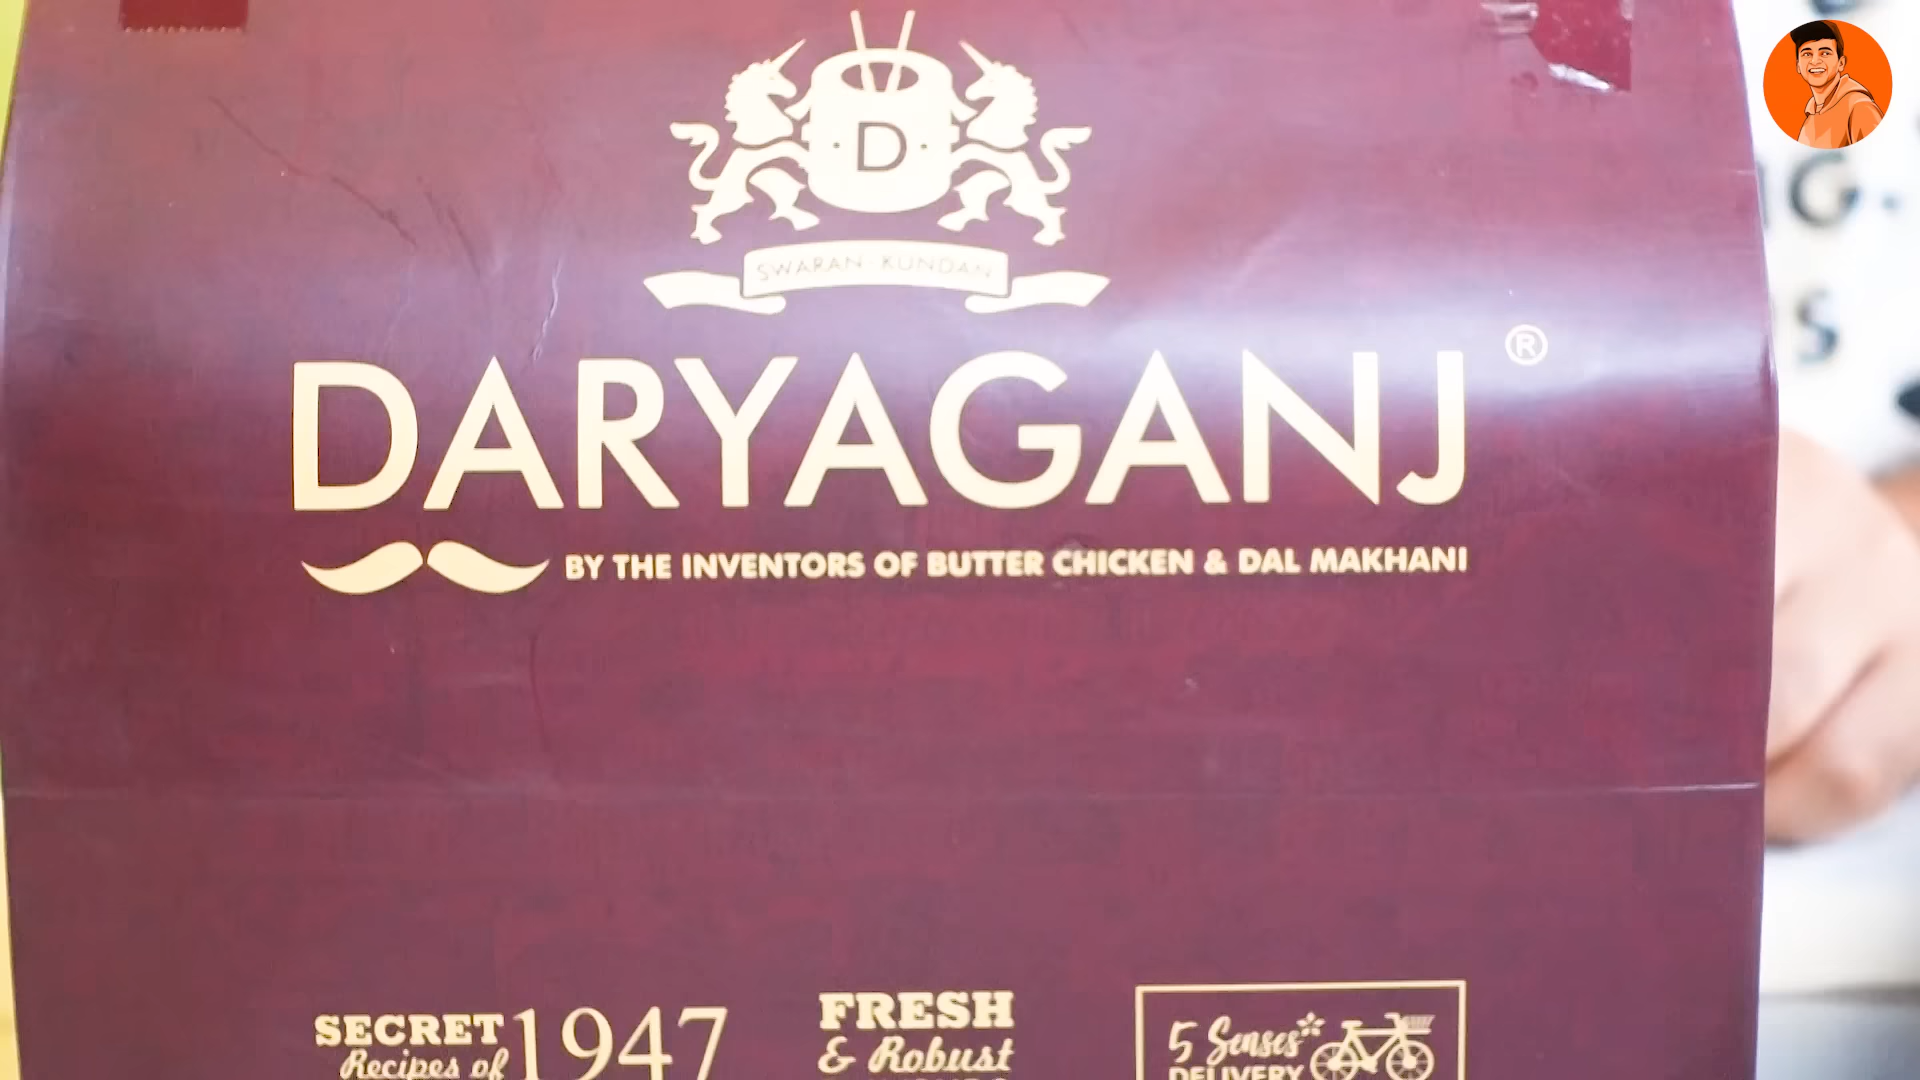 D
SWARAN · KUNDAN
DARYAGANJ®
BY THE INVENTORS OF BUTTER CHICKEN & DAL MAKHANI
SECRET
Recipes of 1947
FRESH
& Robust
5 Senses*
DELIVERY
G.
S